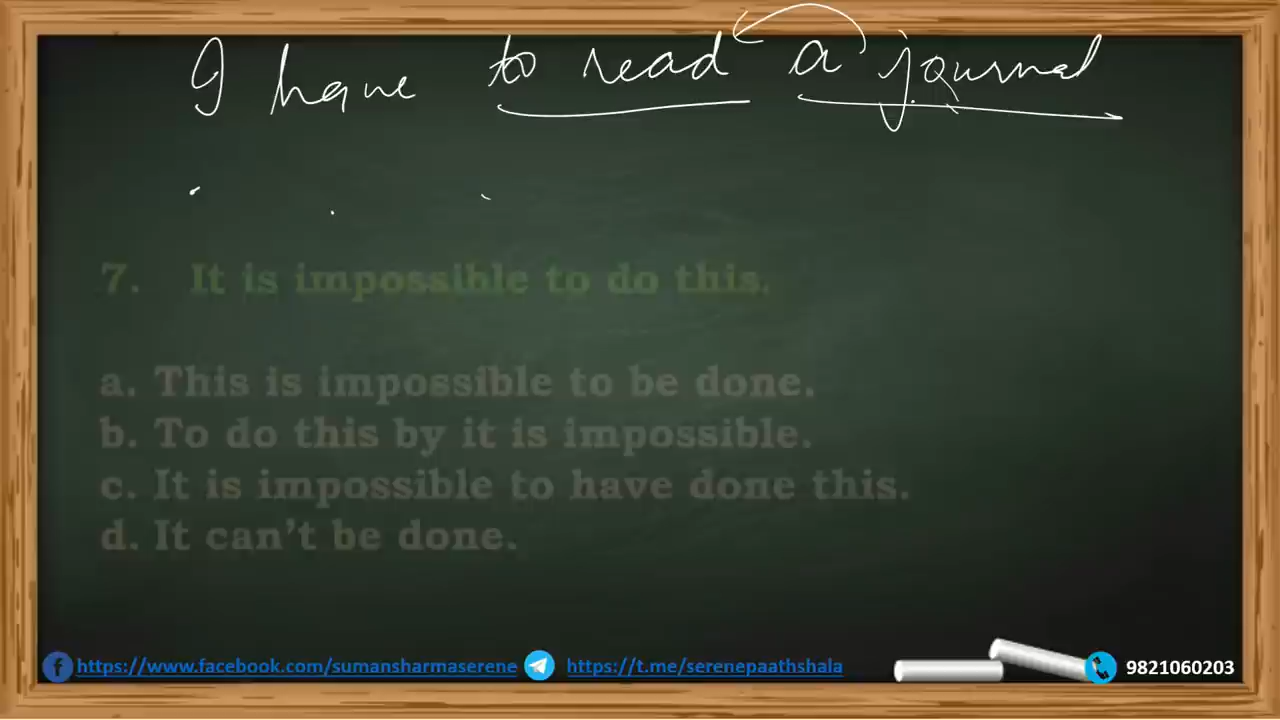 I have to read a journal
7. It is impossible to do this.
a. This is impossible to be done.
b. To do this by it is impossible.
c. It is impossible to have done this.
d. It can't be done.
https://www.facebook.com/sumansharmaserene https://t.me/serenepaathshala 9821060203